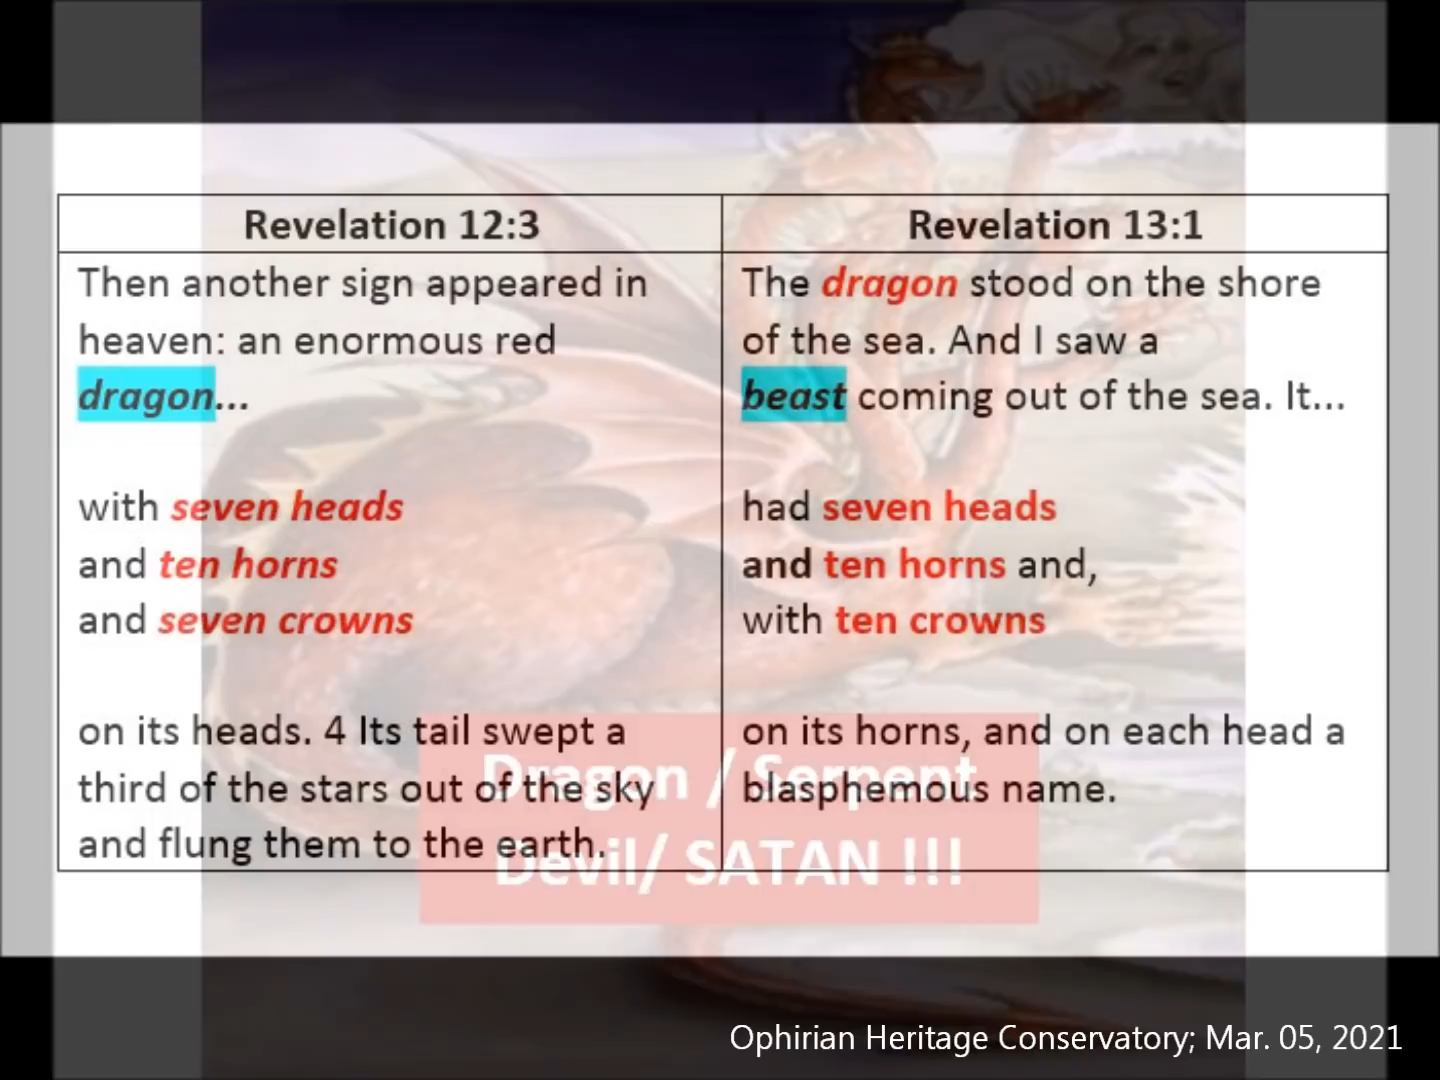 Revelation 12:3
Then another sign appeared in
heaven: an enormous red
dragon...
with seven heads
and ten horns
and seven crowns
on its heads. 4 Its tail swept a
third of the stars out of the sky
and flung them to the earth.
Revelation 13:1
The dragon stood on the shore
of the sea. And I saw a
beast coming out of the sea. It...
had seven heads
and ten horns and,
with ten crowns
on its horns, and on each head a
blasphemous name.
Dragon / Serpent
Devil/ SATAN !!!
Ophirian Heritage Conservatory; Mar. 05, 2021